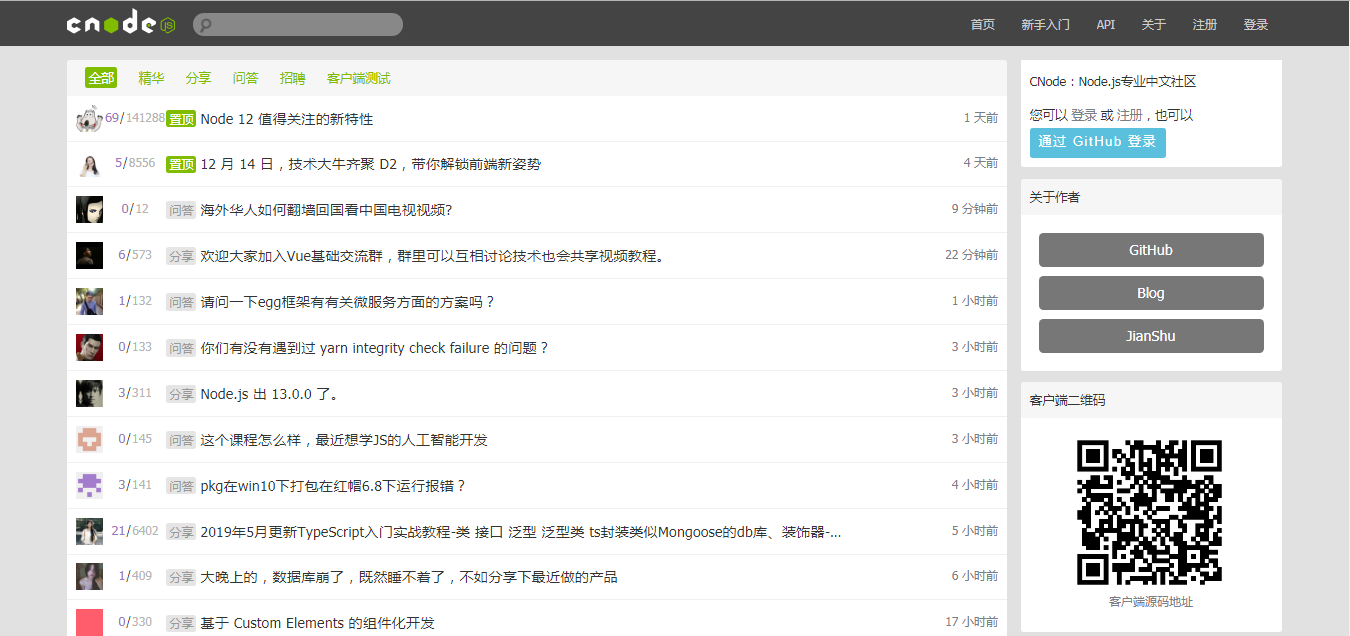 cnode JS
首页 新手入门 API 关于 注册 登录
全部 精华 分享 问答 招聘 客户端测试
69/141288 置顶 Node 12 值得关注的新特性 1 天前
5/8556 置顶 12 月 14 日，技术大牛齐聚 D2，带你解锁前端新姿势 4 天前
0/12 问答 海外华人如何翻墙回国看中国电视视频? 9 分钟前
6/573 分享 欢迎大家加入Vue基础交流群，群里可以互相讨论技术也会共享视频教程。 22 分钟前
1/132 问答 请问一下egg框架有有关微服务方面的方案吗？ 1 小时前
0/133 问答 你们有没有遇到过 yarn integrity check failure 的问题？ 3 小时前
3/311 分享 Node.js 出 13.0.0 了。 3 小时前
0/145 问答 这个课程怎么样，最近想学JS的人工智能开发 3 小时前
3/141 问答 pkg在win10下打包在红帽6.8下运行报错？ 4 小时前
21/6402 分享 2019年5月更新TypeScript入门实战教程-类 接口 泛型 泛型类 ts封装类似Mongoose的db库、装饰器-... 5 小时前
1/409 分享 大晚上的，数据库崩了，既然睡不着了，不如分享下最近做的产品 6 小时前
0/330 分享 基于 Custom Elements 的组件化开发 17 小时前
CNode：Node.js专业中文社区
您可以 登录 或 注册，也可以
通过 GitHub 登录
关于作者
GitHub
Blog
JianShu
客户端二维码
客户端源码地址